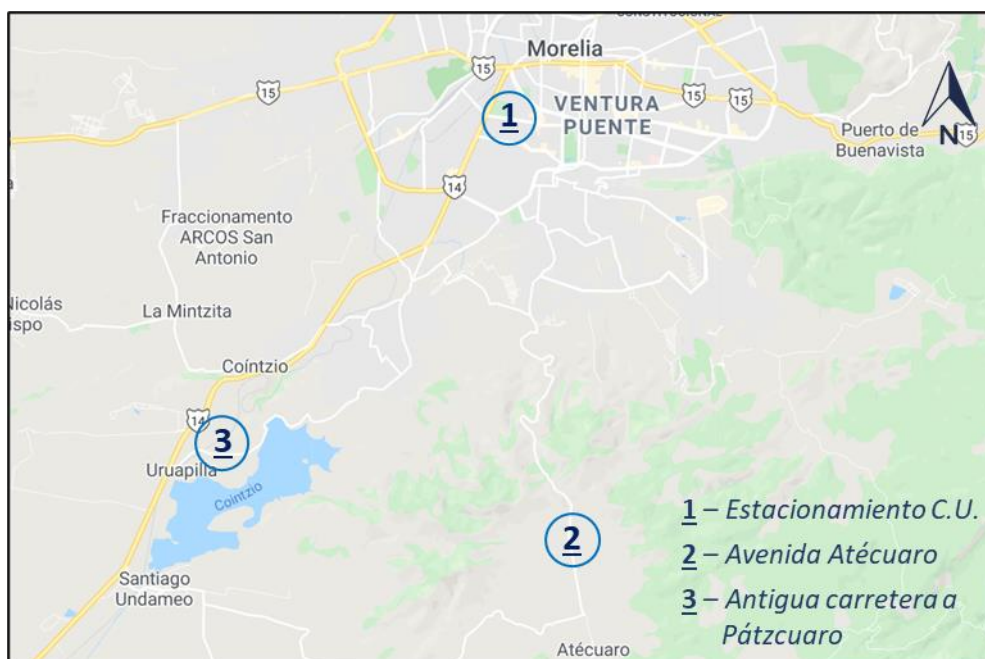 CONSTITUCIONAL
Morelia
15
15
15
15
15
1
VENTURA
PUENTE
N
Puerto de
Buenavista
14
Fraccionamento
ARCOS San
Antonio
Nicolás
ispo
La Mintzita
Coíntzio
14
3
Uruapilla
Cointzio
2
Santiago
Undameo
Atécuaro
1 – Estacionamiento C.U.
2 – Avenida Atécuaro
3 – Antigua carretera a
Pátzcuaro